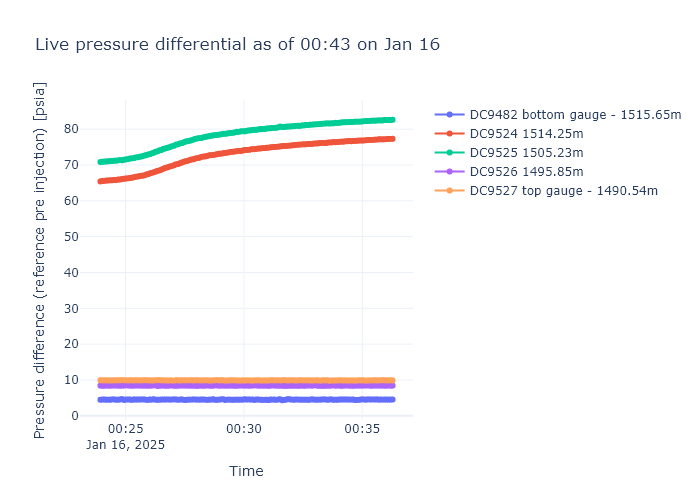 Live pressure differential as of 00:43 on Jan 16
Pressure difference (reference pre injection) [psia]
80
70
60
50
40
30
20
10
0
00:25
Jan 16, 2025
00:30
00:35
Time
DC9482 bottom gauge - 1515.65m
DC9524 1514.25m
DC9525 1505.23m
DC9526 1495.85m
DC9527 top gauge - 1490.54m